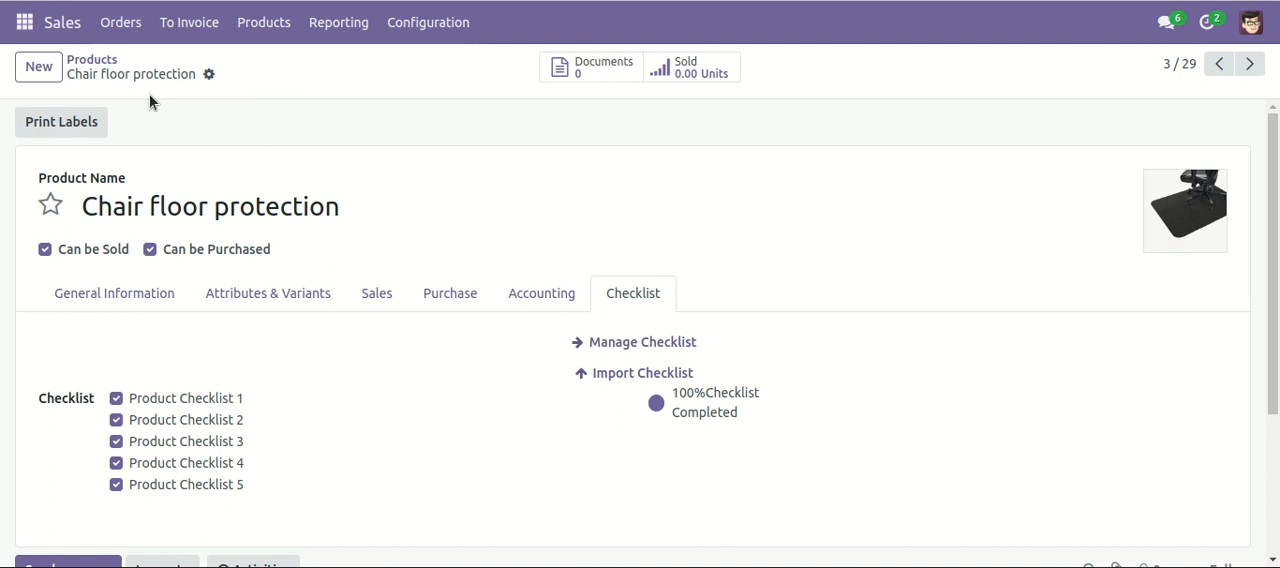 Sales Orders To Invoice Products Reporting Configuration 6 2
New Products Documents 0 Sold 0.00 Units 3 / 29
Chair floor protection
Print Labels
Product Name
Chair floor protection
Can be Sold Can be Purchased
General Information Attributes & Variants Sales Purchase Accounting Checklist
Manage Checklist
Import Checklist
100%Checklist
Completed
Checklist Product Checklist 1
Product Checklist 2
Product Checklist 3
Product Checklist 4
Product Checklist 5